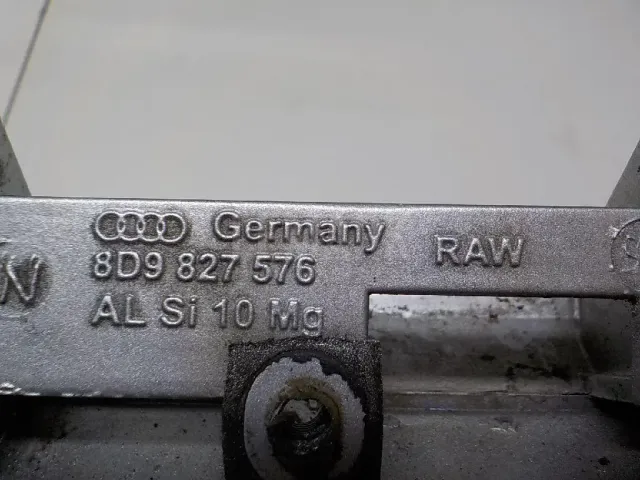 Germany
8D9 827 576
AL Si 10 Mg
RAW
N